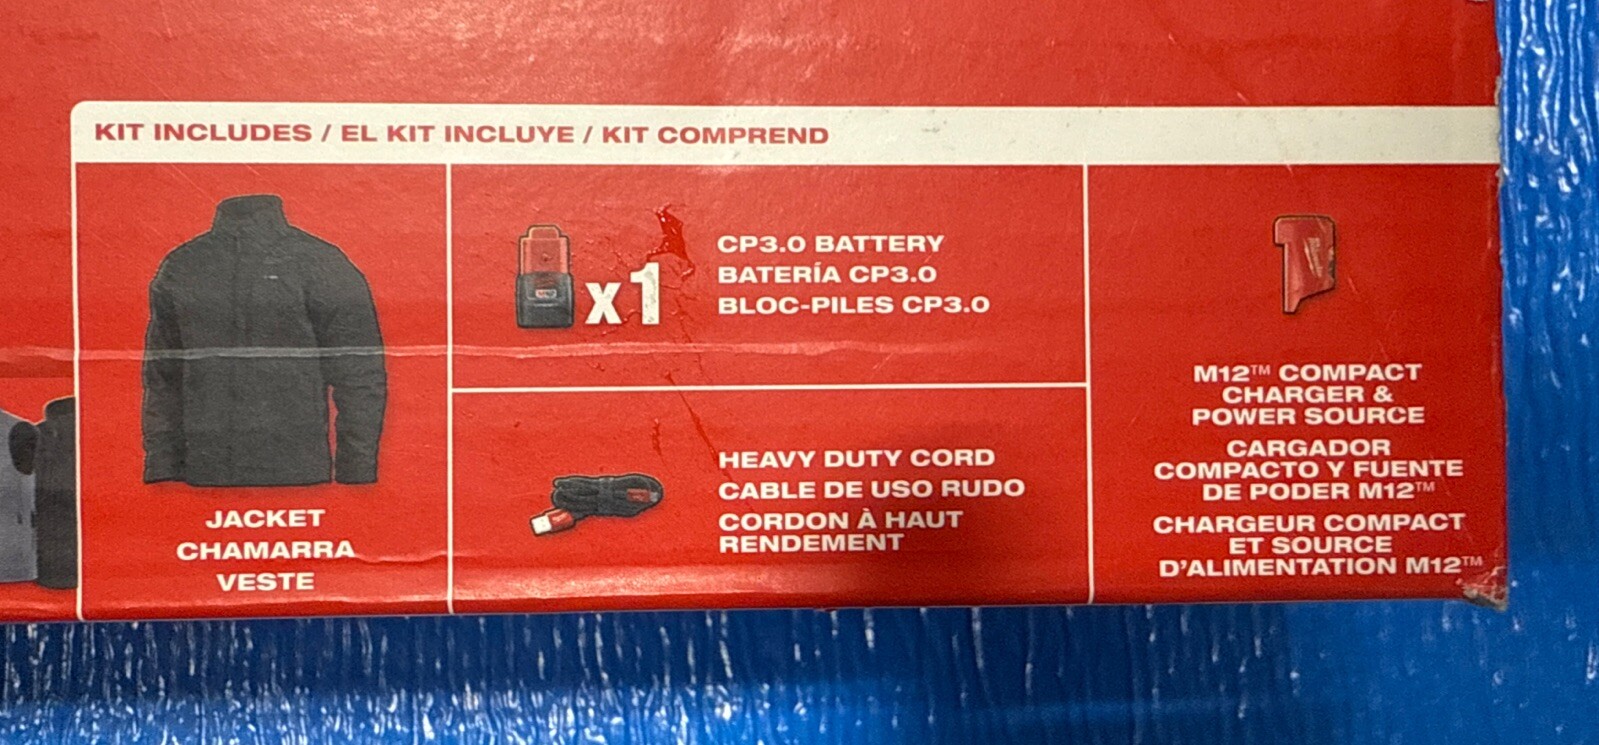 KIT INCLUDES / EL KIT INCLUYE / KIT COMPREND
JACKET
CHAMARRA
VESTE
x1
CP3.0 BATTERY
BATERÍA CP3.0
BLOC-PILES CP3.0
HEAVY DUTY CORD
CABLE DE USO RUDO
CORDON À HAUT
RENDEMENT
M12™ COMPACT
CHARGER &
POWER SOURCE
CARGADOR
COMPACTO Y FUENTE
DE PODER M12™
CHARGEUR COMPACT
ET SOURCE
D'ALIMENTATION M12™